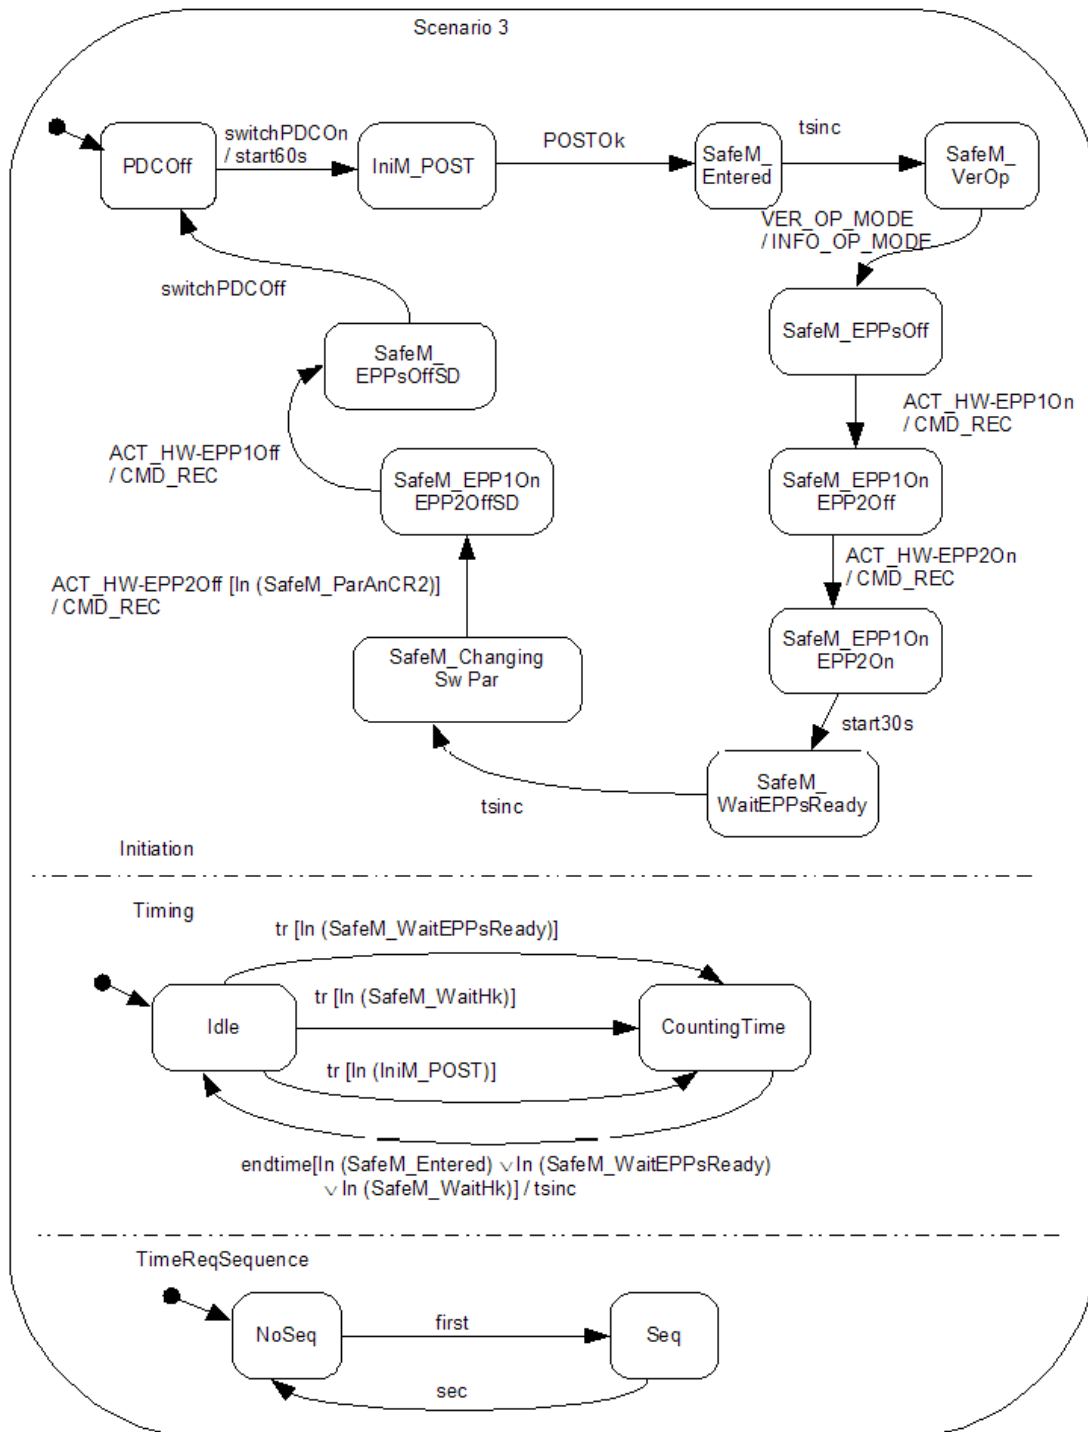 Scenario 3
switchPDCOn
/ start60s
POSTOk
tsinc
PDCOff
IniM_POST
SafeM_
Entered
SafeM_
VerOp
VER_OP_MODE
/ INFO_OP_MODE
switchPDCOff
SafeM_EPPsOff
SafeM_
EPPsOffSD
ACT_HW-EPP1On
/ CMD_REC
ACT_HW-EPP1Off
/ CMD_REC
SafeM_EPP1On
EPP2OffSD
SafeM_EPP1On
EPP2Off
ACT_HW-EPP2On
/ CMD_REC
ACT_HW-EPP2Off [In (SafeM_ParAnCR2)]
/ CMD_REC
SafeM_EPP1On
EPP2On
SafeM_Changing
Sw Par
start30s
SafeM_
WaitEPPsReady
tsinc
Initiation
Timing
tr [In (SafeM_WaitEPPsReady)]
tr [In (SafeM_WaitHk)]
Idle
CountingTime
tr [In (IniM_POST)]
endtime[In (SafeM_Entered) ∨ In (SafeM_WaitEPPsReady)
∨ In (SafeM_WaitHk)] / tsinc
TimeReqSequence
NoSeq
first
Seq
sec